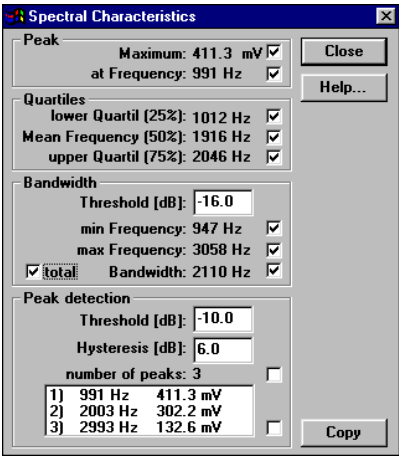 Spectral Characteristics
Peak
Maximum: 411.3 mV
at Frequency: 991 Hz
Close
Help...
Quartiles
lower Quartil (25%): 1012 Hz
Mean Frequency (50%): 1916 Hz
upper Quartil (75%): 2046 Hz
Bandwidth
Threshold [dB]: -16.0
min Frequency: 947 Hz
max Frequency: 3058 Hz
total Bandwidth: 2110 Hz
Peak detection
Threshold [dB]: -10.0
Hysteresis [dB]: 6.0
number of peaks: 3
1) 991 Hz 411.3 mV
2) 2003 Hz 302.2 mV
3) 2993 Hz 132.6 mV
Copy